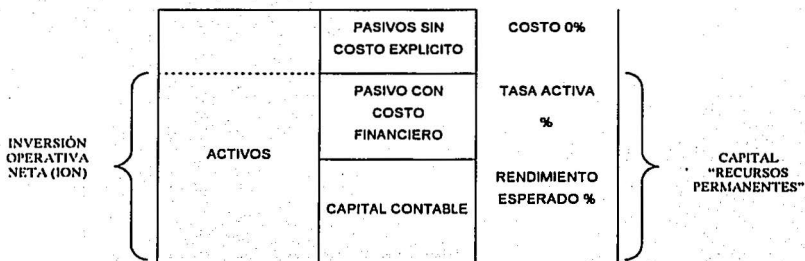 PASIVOS SIN
COSTO EXPLICITO
COSTO 0%
INVERSIÓN
OPERATIVA
NETA (ION)
ACTIVOS
PASIVO CON
COSTO
FINANCIERO
TASA ACTIVA
%
CAPITAL CONTABLE
RENDIMIENTO
ESPERADO %
CAPITAL
"RECURSOS
PERMANENTES"